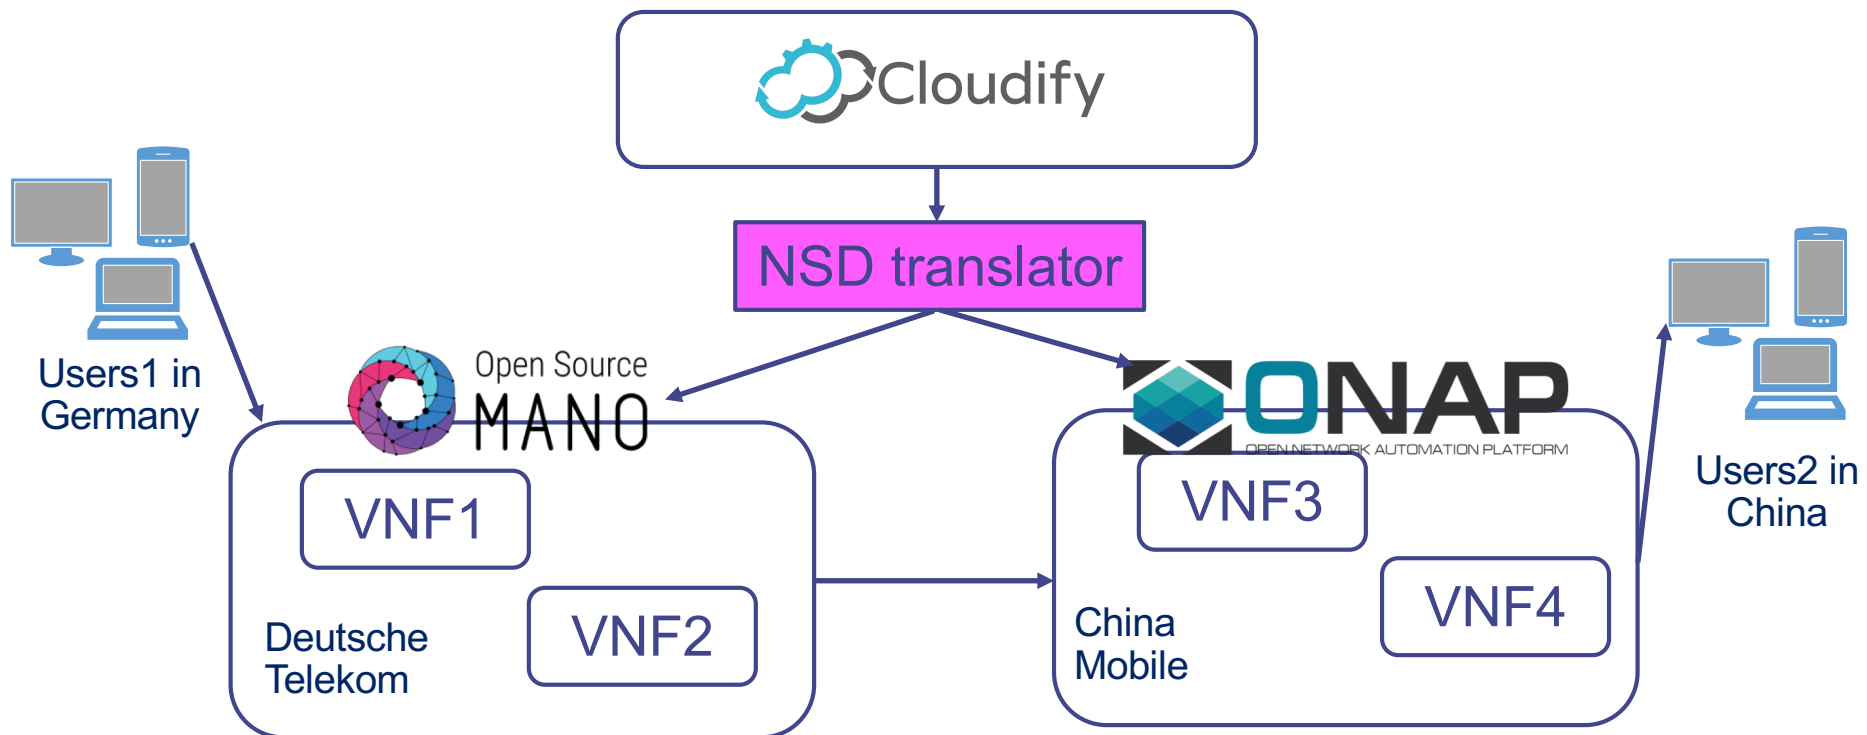 Cloudify
NSD translator
Users1 in
Germany
Open Source
MANO
ONAP
OPEN NETWORK AUTOMATION PLATFORM
VNF1
VNF2
Deutsche
Telekom
VNF3
VNF4
China
Mobile
Users2 in
China